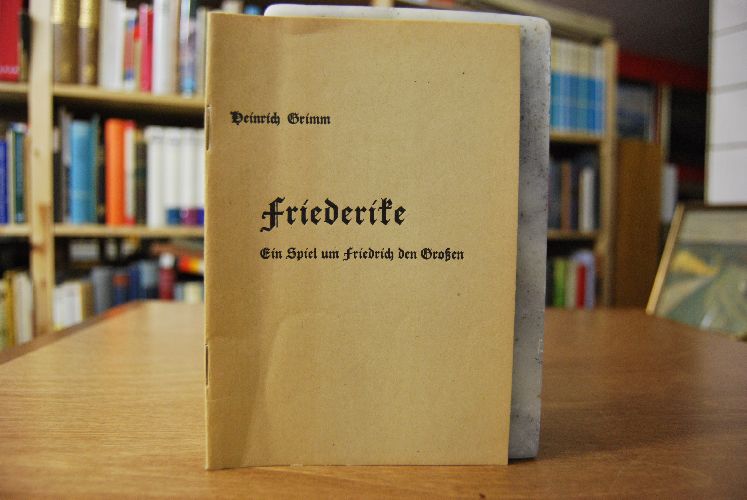 Heinrich Grimm
Friederike
Ein Spiel um Friedrich den Großen